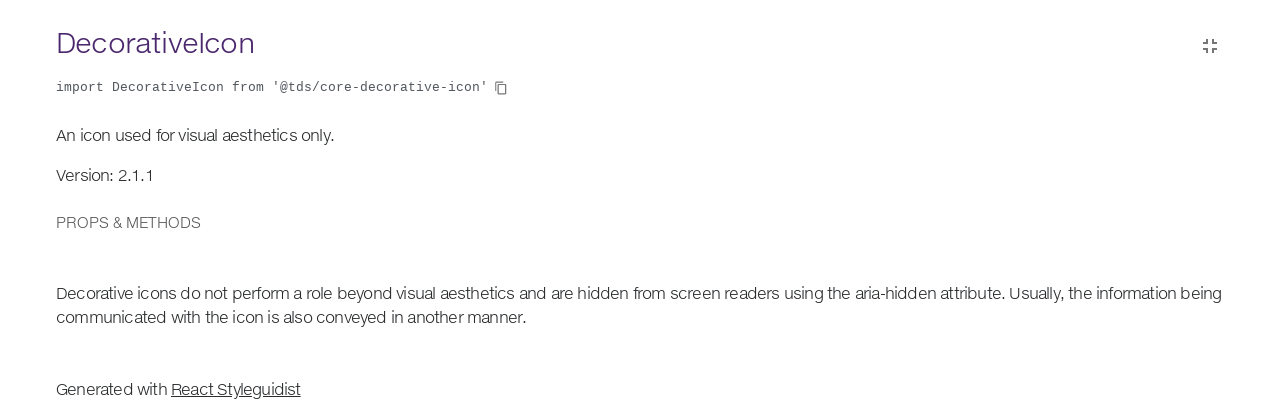 DecorativeIcon
import DecorativeIcon from '@tds/core-decorative-icon'
An icon used for visual aesthetics only.
Version: 2.1.1
PROPS & METHODS
Decorative icons do not perform a role beyond visual aesthetics and are hidden from screen readers using the aria-hidden attribute. Usually, the information being
communicated with the icon is also conveyed in another manner.
Generated with React Styleguidist